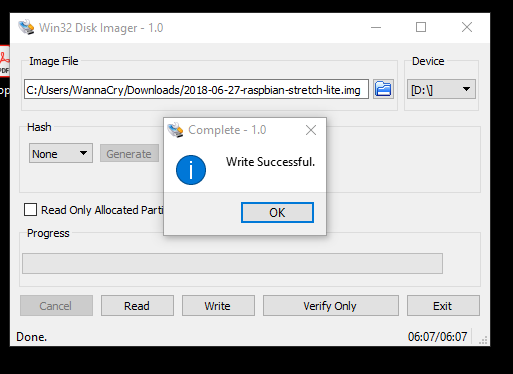 Win32 Disk Imager - 1.0
Image File
Device
C:/Users/WannaCry/Downloads/2018-06-27-raspbian-stretch-lite.img
[D:\]
Hash
None
Generate
Complete - 1.0
Write Successful.
OK
Read Only Allocated Parti
Progress
Cancel
Read
Write
Verify Only
Exit
Done.
06:07/06:07